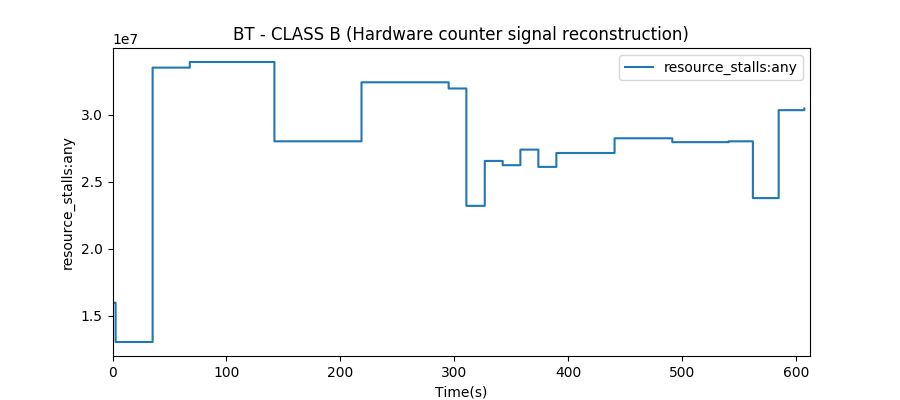 BT - CLASS B (Hardware counter signal reconstruction)
1e7
resource_stalls:any
3.0
2.5
2.0
1.5
resource_stalls:any
0 100 200 300 400 500 600
Time(s)